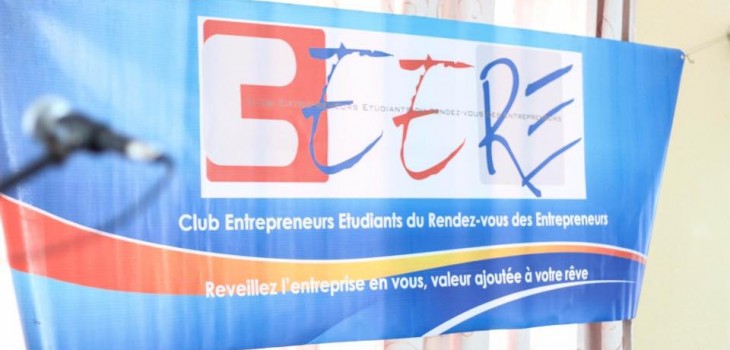 CEERE
Club Entrepreneurs Etudiants du Rendez-vous des Entrepreneurs
Reveillez l'entreprise en vous, valeur ajoutée à votre rêve